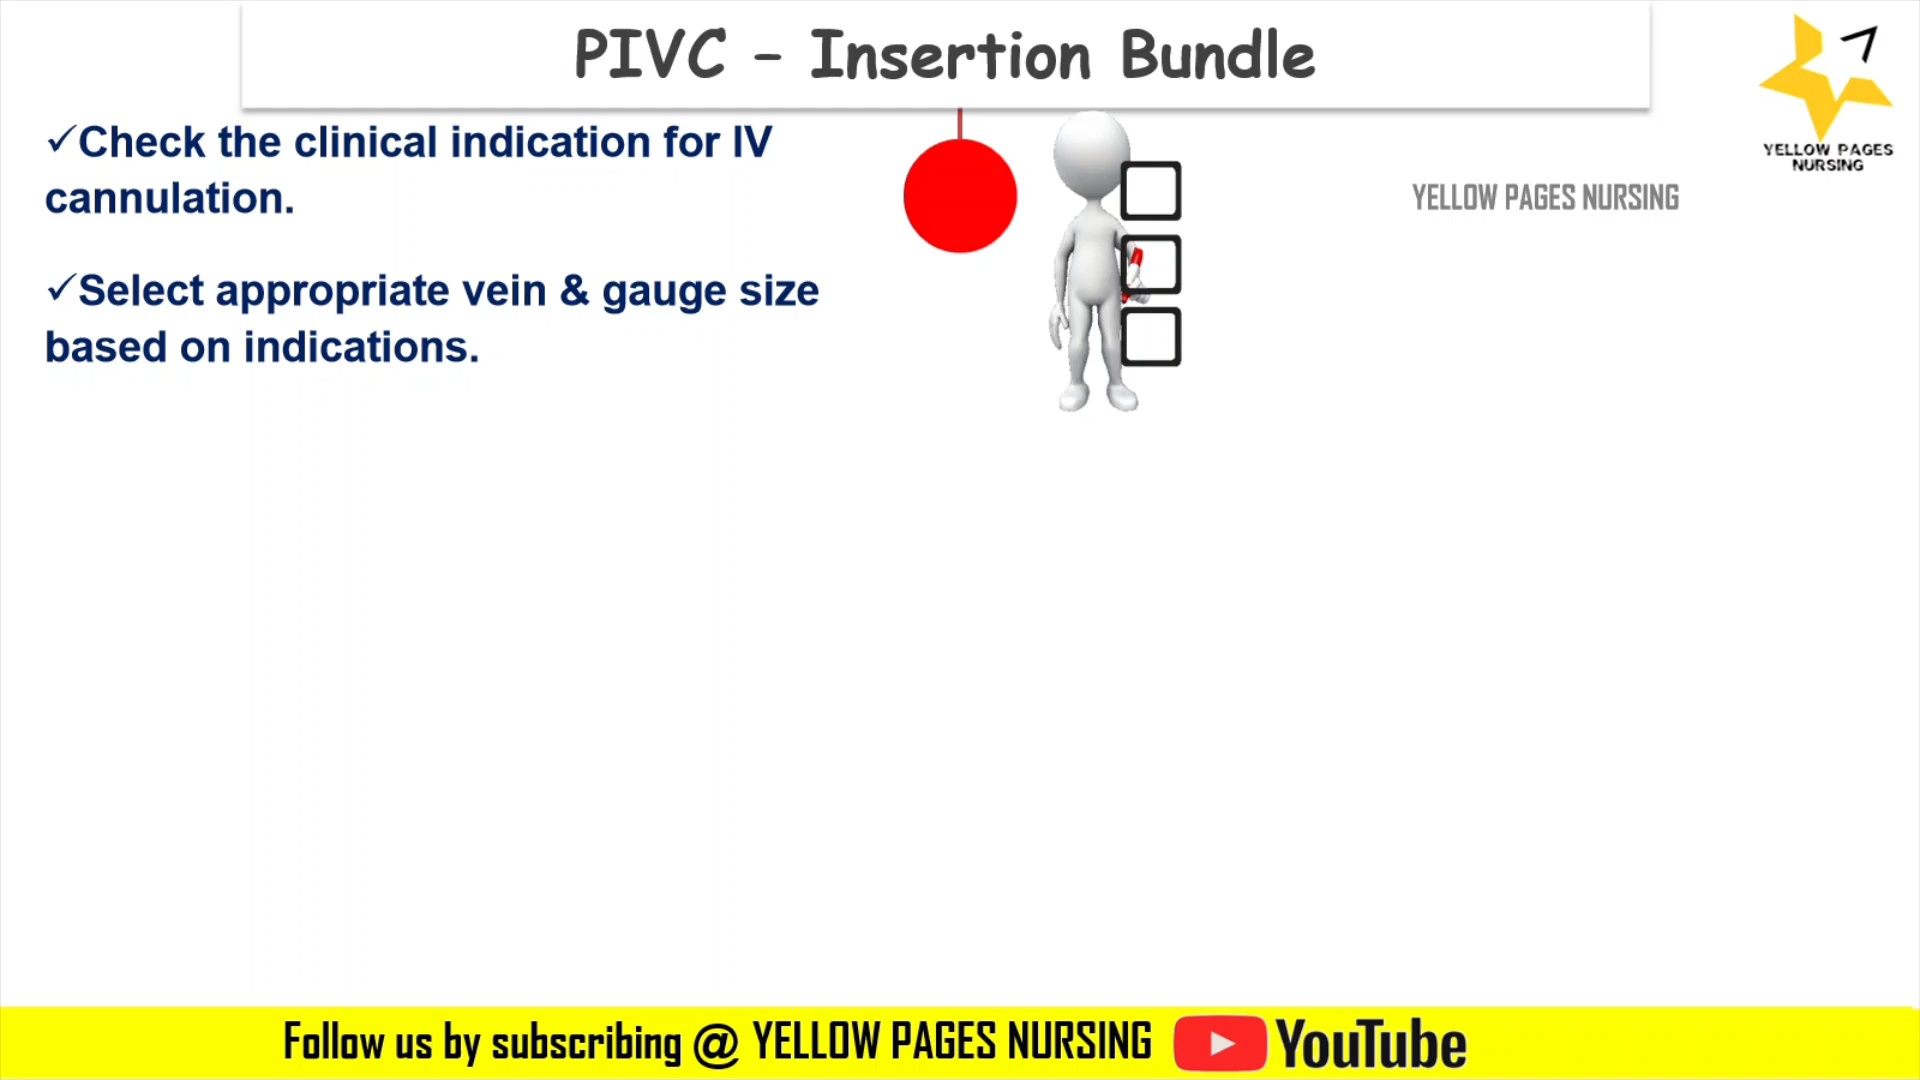 PIVC – Insertion Bundle
✓Check the clinical indication for IV
cannulation.
✓Select appropriate vein & gauge size
based on indications.
YELLOW PAGES
NURSING
YELLOW PAGES NURSING
Follow us by subscribing @ YELLOW PAGES NURSING YouTube